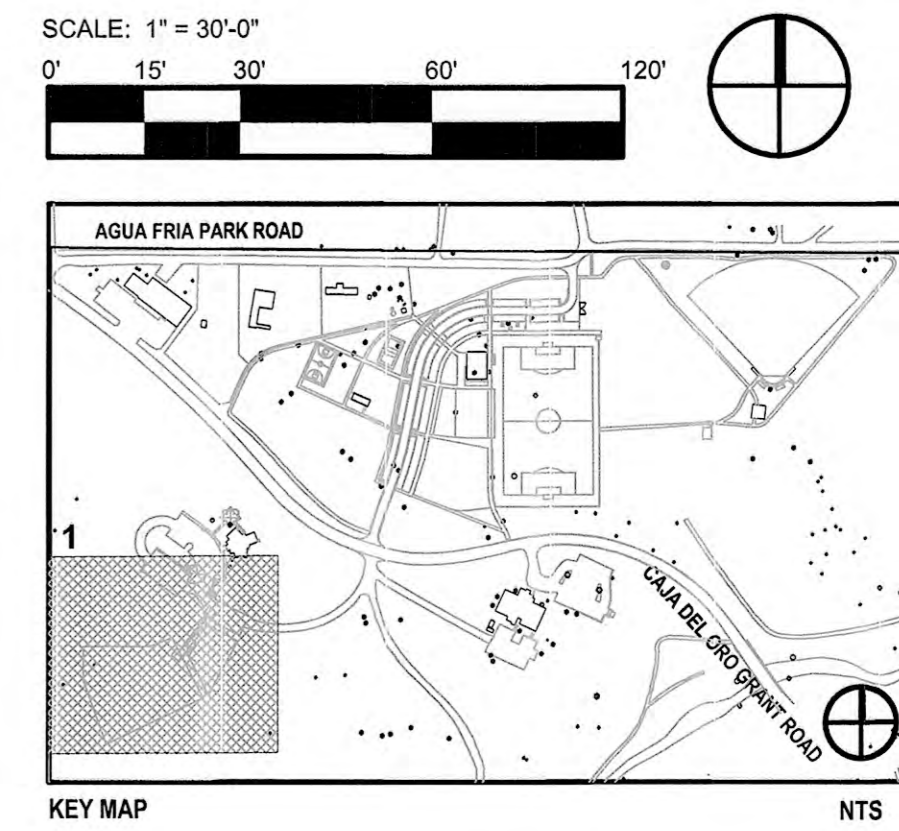 SCALE: 1" = 30'-0"
0' 15' 30' 60' 120'
AGUA FRIA PARK ROAD
1
CAJA DEL ORO GRANT ROAD
KEY MAP
NTS